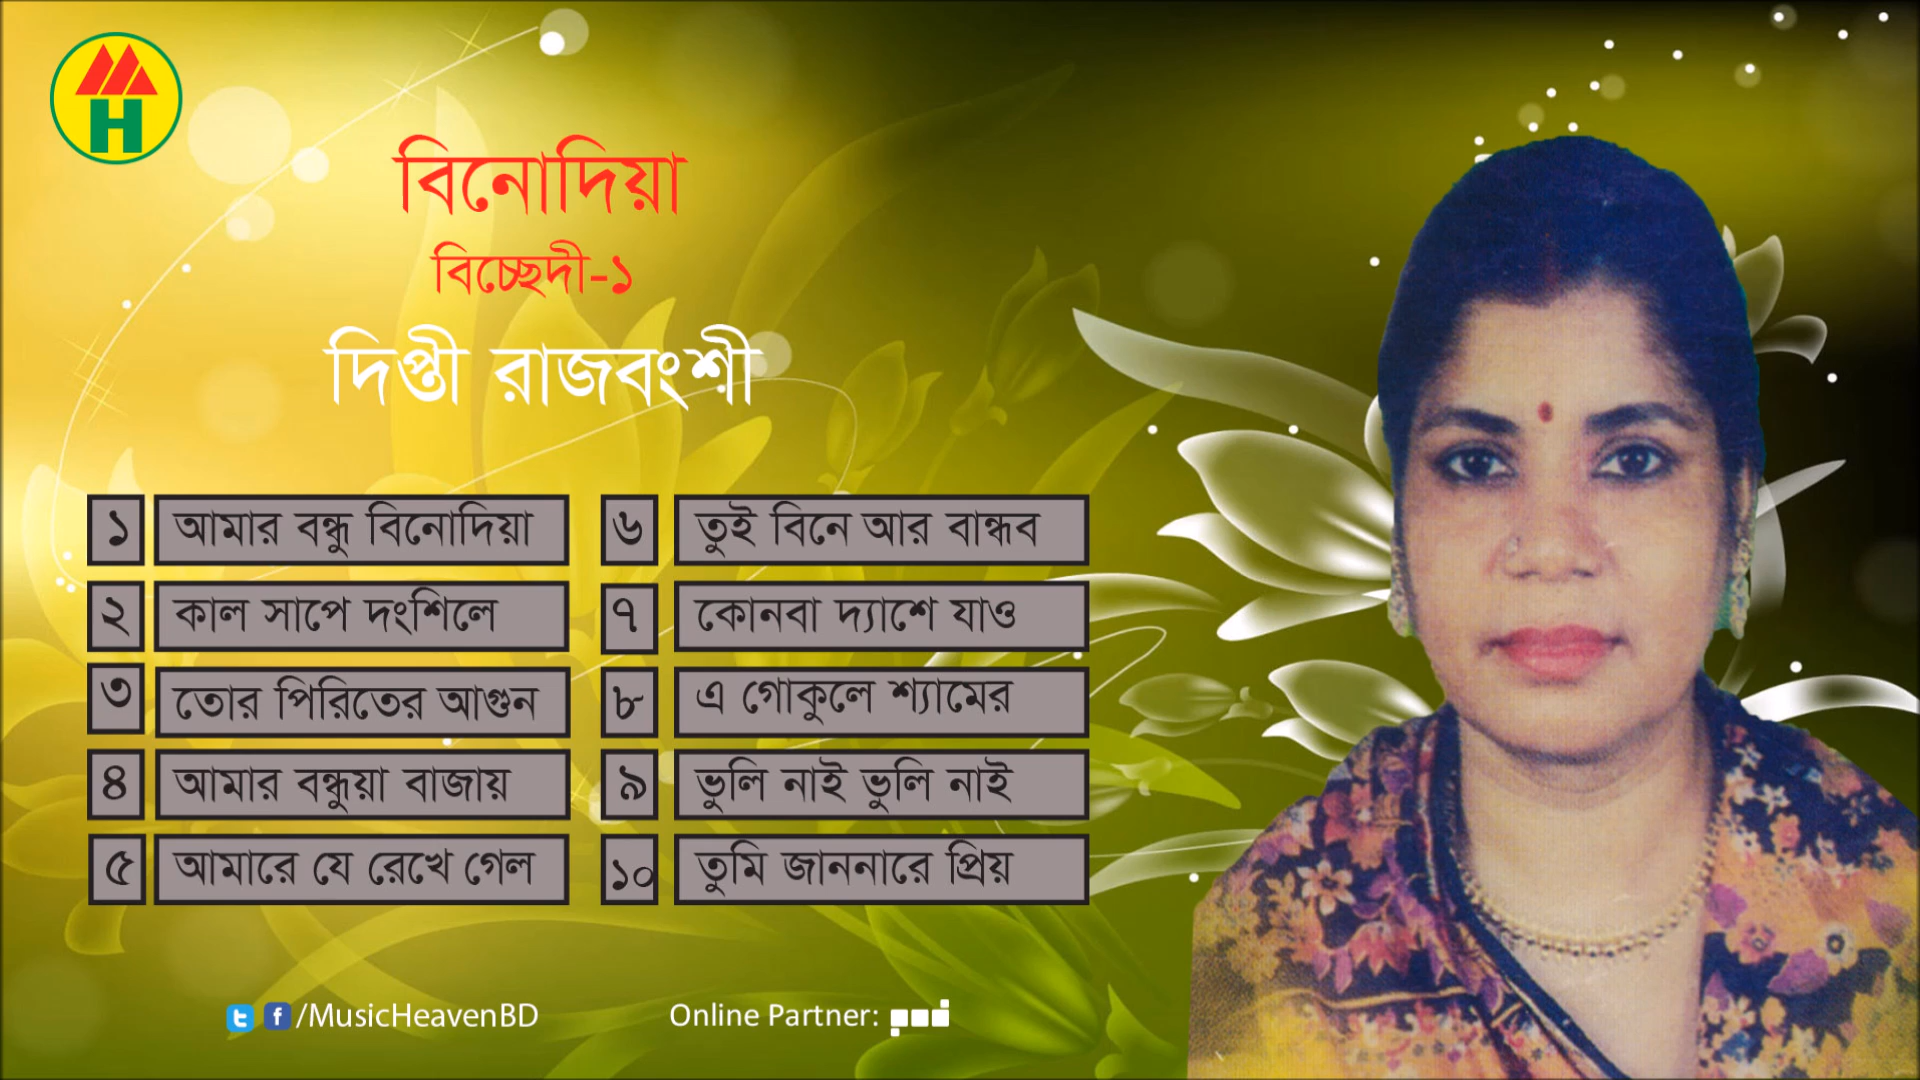 MH
বিনোদিয়া
বিচ্ছেদী-১
দিপ্তী রাজবংশী
১ আমার বন্ধু বিনোদিয়া
২ কাল সাপে দংশিলে
৩ তোর পিরিতের আগুন
৪ আমার বন্ধুয়া বাজায়
৫ আমারে যে রেখে গেল
৬ তুই বিনে আর বান্ধব
৭ কোনবা দ্যাশে যাও
৮ এ গোকুলে শ্যামের
৯ ভুলি নাই ভুলি নাই
১০ তুমি জাননারে প্রিয়
/MusicHeavenBD
Online Partner: